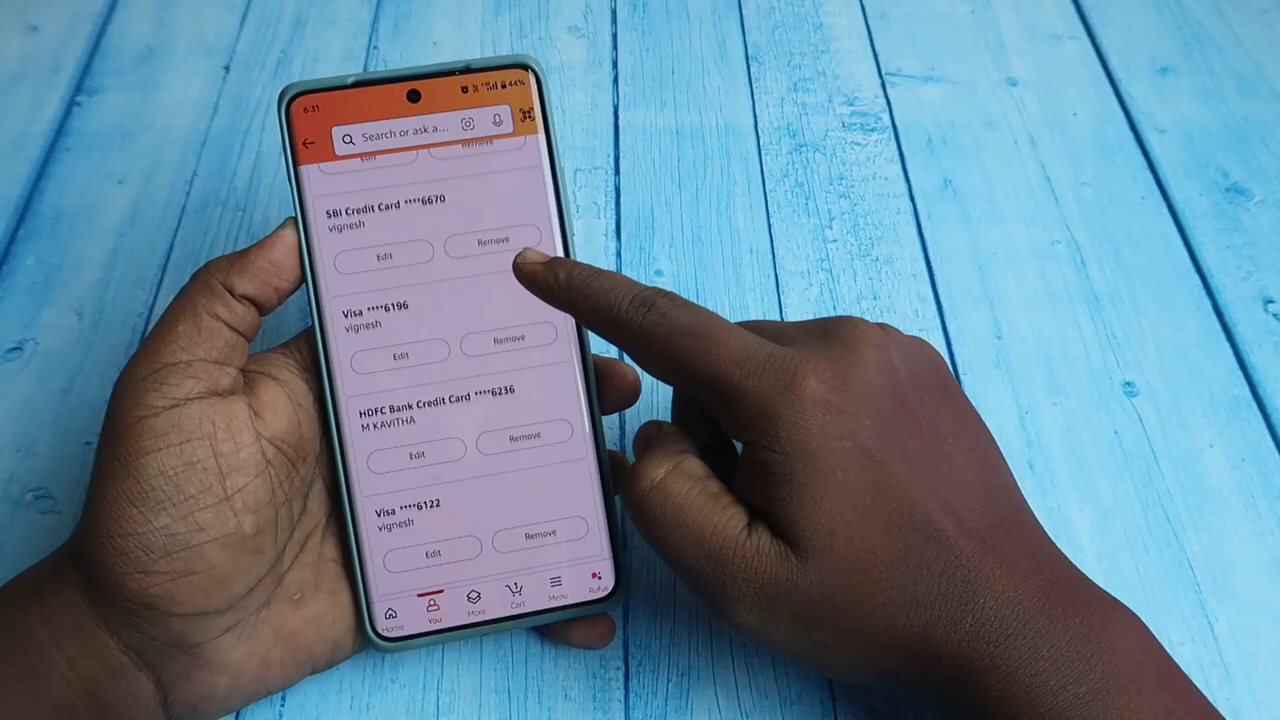 6:31
44%
Search or ask a...
Edit
Remove
SBI Credit Card ****6670
vignesh
Edit
Remove
Visa ****6196
vignesh
Edit
Remove
HDFC Bank Credit Card ****6236
M KAVITHA
Edit
Remove
Visa ****6122
vignesh
Edit
Remove
1
Home
You
More
Cart
Menu
Rufus